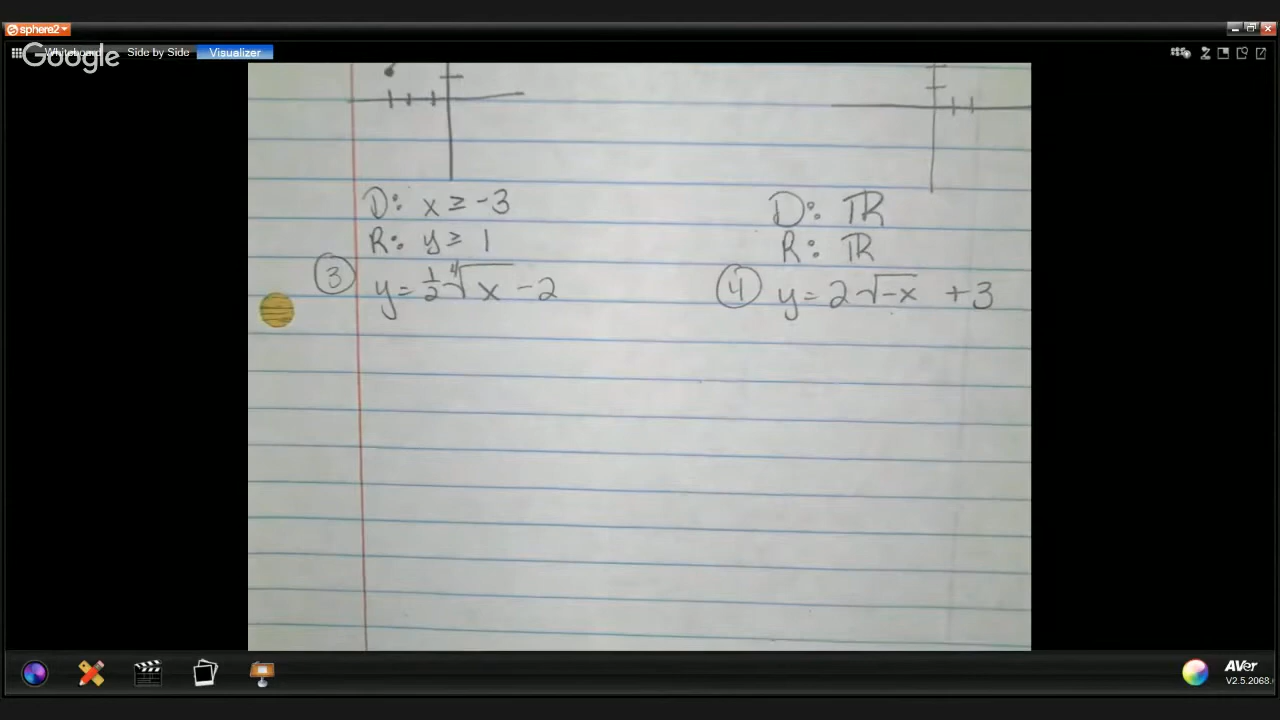 sphere2
Whiteboard Side by Side Visualizer
Google
D: x ≥ -3
R: y ≥ 1
③ y = 1/2 ∜x - 2
D: ℝ
R: ℝ
④ y = 2√-x + 3
AVer
V2.5.2068.